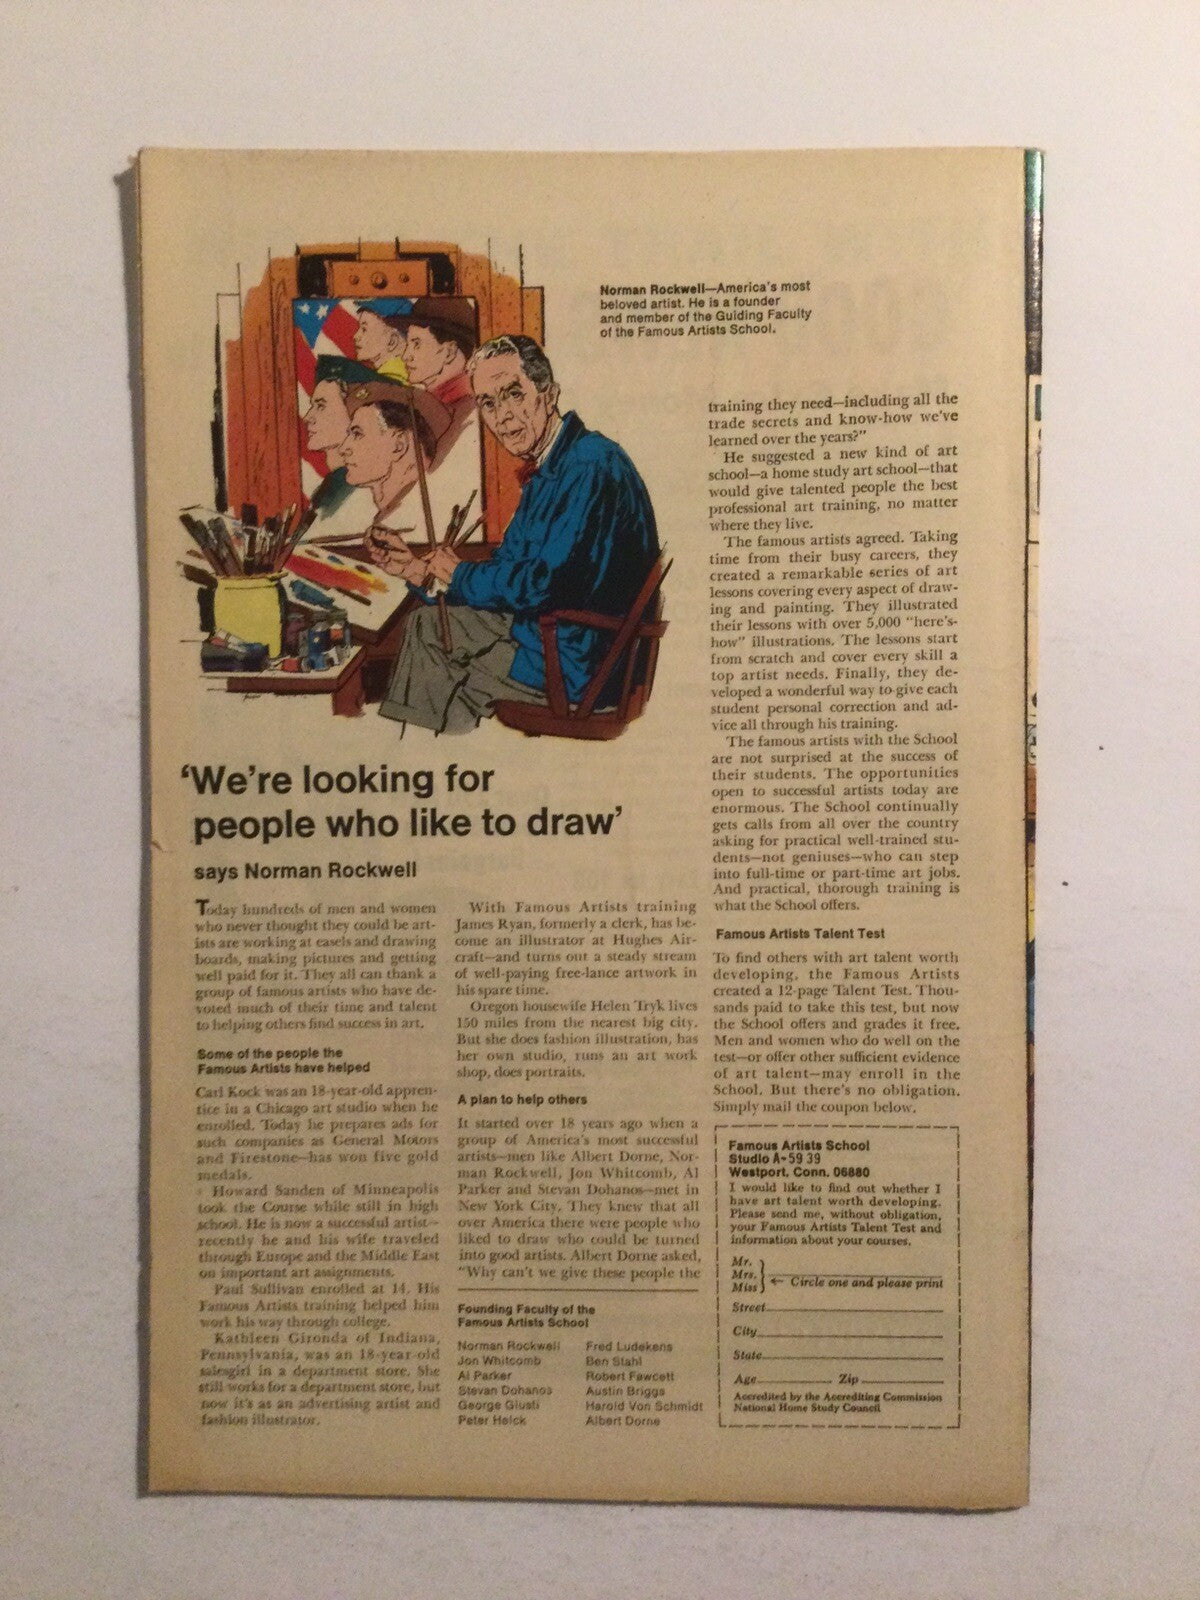 Norman Rockwell—America's most
beloved artist. He is a founder
and member of the Guiding Faculty
of the Famous Artists School.
'We're looking for
people who like to draw'
says Norman Rockwell
Today hundreds of men and women
who never thought they could be art-
ists are working at easels and drawing
boards, making pictures and getting
well paid for it. They all can thank a
group of famous artists who have de-
voted much of their time and talent
to helping others find success in art.
Some of the people the
Famous Artists have helped
Carl Kock was an 18-year-old appren-
tice in a Chicago art studio when he
enrolled. Today he prepares ads for
such companies as General Motors
and Firestone—has won five gold
medals.
Howard Sanden of Minneapolis
took the Course while still in high
school. He is now a successful artist—
recently he and his wife traveled
through Europe and the Middle East
on important art assignments.
Paul Sullivan enrolled at 14. His
Famous Artists training helped him
work his way through college.
Kathleen Gironda of Indiana,
Pennsylvania, was an 18-year-old
salesgirl in a department store. She
still works for a department store, but
now it's as an advertising artist and
fashion illustrator.
With Famous Artists training
James Ryan, formerly a clerk, has be-
come an illustrator at Hughes Air-
craft—and turns out a steady stream
of well-paying free-lance artwork in
his spare time.
Oregon housewife Helen Tryk lives
150 miles from the nearest big city.
But she does fashion illustration, has
her own studio, runs an art work
shop, does portraits.
A plan to help others
It started over 18 years ago when a
group of America's most successful
artists—men like Albert Dorne, Nor-
man Rockwell, Jon Whitcomb, Al
Parker and Stevan Dohanos—met in
New York City. They knew that all
over America there were people who
liked to draw who could be turned
into good artists. Albert Dorne asked,
"Why can't we give these people the
Founding Faculty of the
Famous Artists School
Norman Rockwell
Jon Whitcomb
Al Parker
Stevan Dohanos
George Giusti
Peter Helck
Fred Ludekens
Ben Stahl
Robert Fawcett
Austin Briggs
Harold Von Schmidt
Albert Dorne
training they need—including all the
trade secrets and know-how we've
learned over the years?"
He suggested a new kind of art
school—a home study art school—that
would give talented people the best
professional art training, no matter
where they live.
The famous artists agreed. Taking
time from their busy careers, they
created a remarkable series of art
lessons covering every aspect of draw-
ing and painting. They illustrated
their lessons with over 5,000 "here's-
how" illustrations. The lessons start
from scratch and cover every skill a
top artist needs. Finally, they de-
veloped a wonderful way to give each
student personal correction and ad-
vice all through his training.
The famous artists with the School
are not surprised at the success of
their students. The opportunities
open to successful artists today are
enormous. The School continually
gets calls from all over the country
asking for practical well-trained stu-
dents—not geniuses—who can step
into full-time or part-time art jobs.
And practical, thorough training is
what the School offers.
Famous Artists Talent Test
To find others with art talent worth
developing, the Famous Artists
created a 12-page Talent Test. Thou-
sands paid to take this test, but now
the School offers and grades it free.
Men and women who do well on the
test—or offer other sufficient evidence
of art talent—may enroll in the
School. But there's no obligation.
Simply mail the coupon below.
Famous Artists School
Studio A-5939
Westport, Conn. 06880
I would like to find out whether I
have art talent worth developing.
Please send me, without obligation,
your Famous Artists Talent Test and
information about your courses.
Mr.
Mrs.
Miss
Circle one and please print
Street
City
State
Age Zip
Accredited by the Accrediting Commission
National Home Study Council